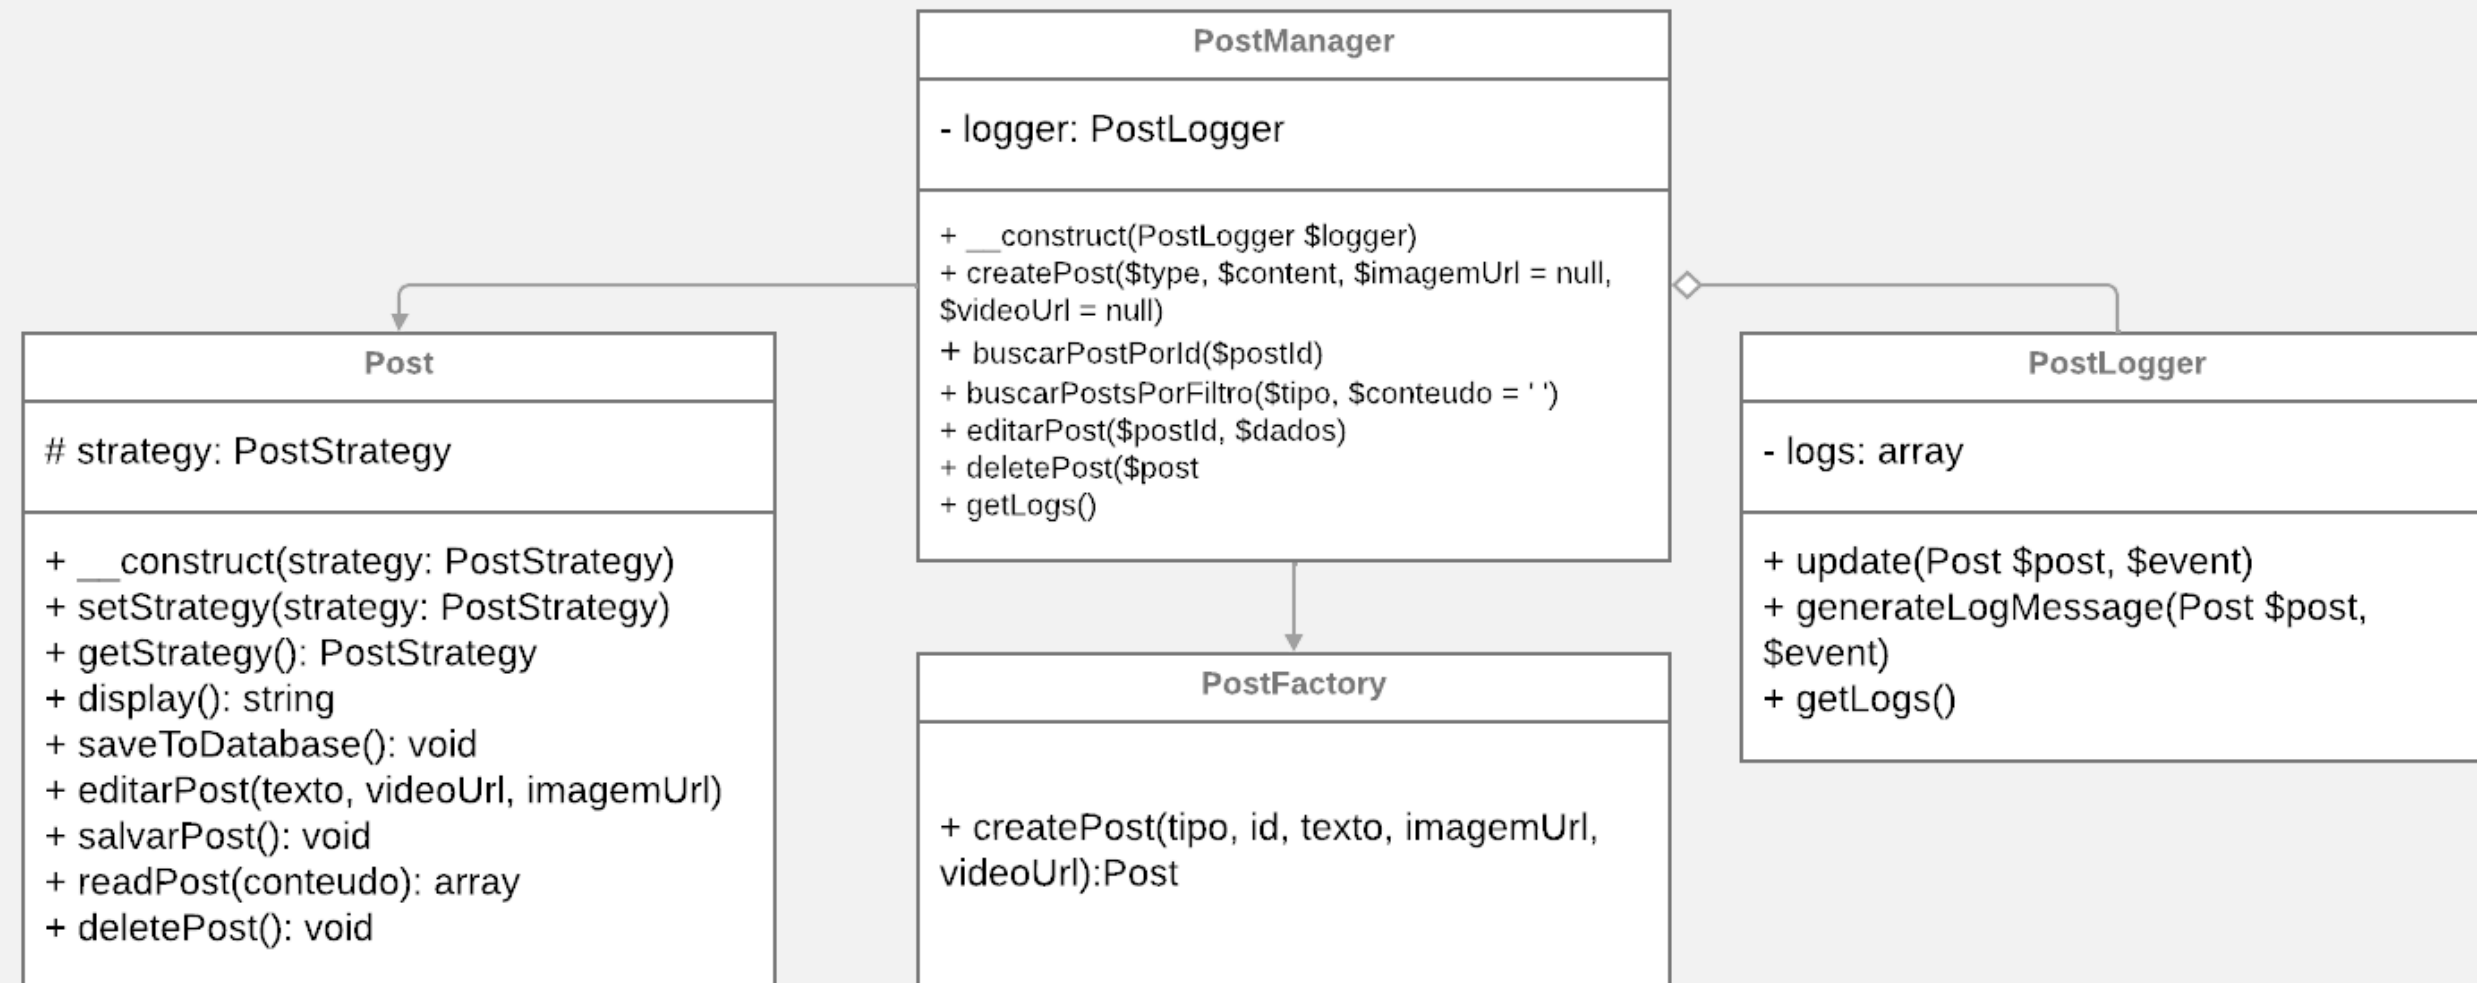 PostManager
- logger: PostLogger
+ __construct(PostLogger $logger)
+ createPost($type, $content, $imagemUrl = null,
$videoUrl = null)
+ buscarPostPorId($postId)
+ buscarPostsPorFiltro($tipo, $conteudo = ' ')
+ editarPost($postId, $dados)
+ deletePost($post
+ getLogs()
Post
# strategy: PostStrategy
+ __construct(strategy: PostStrategy)
+ setStrategy(strategy: PostStrategy)
+ getStrategy(): PostStrategy
+ display(): string
+ saveToDatabase(): void
+ editarPost(texto, videoUrl, imagemUrl)
+ salvarPost(): void
+ readPost(conteudo): array
+ deletePost(): void
PostFactory
+ createPost(tipo, id, texto, imagemUrl,
videoUrl):Post
PostLogger
- logs: array
+ update(Post $post, $event)
+ generateLogMessage(Post $post,
$event)
+ getLogs()